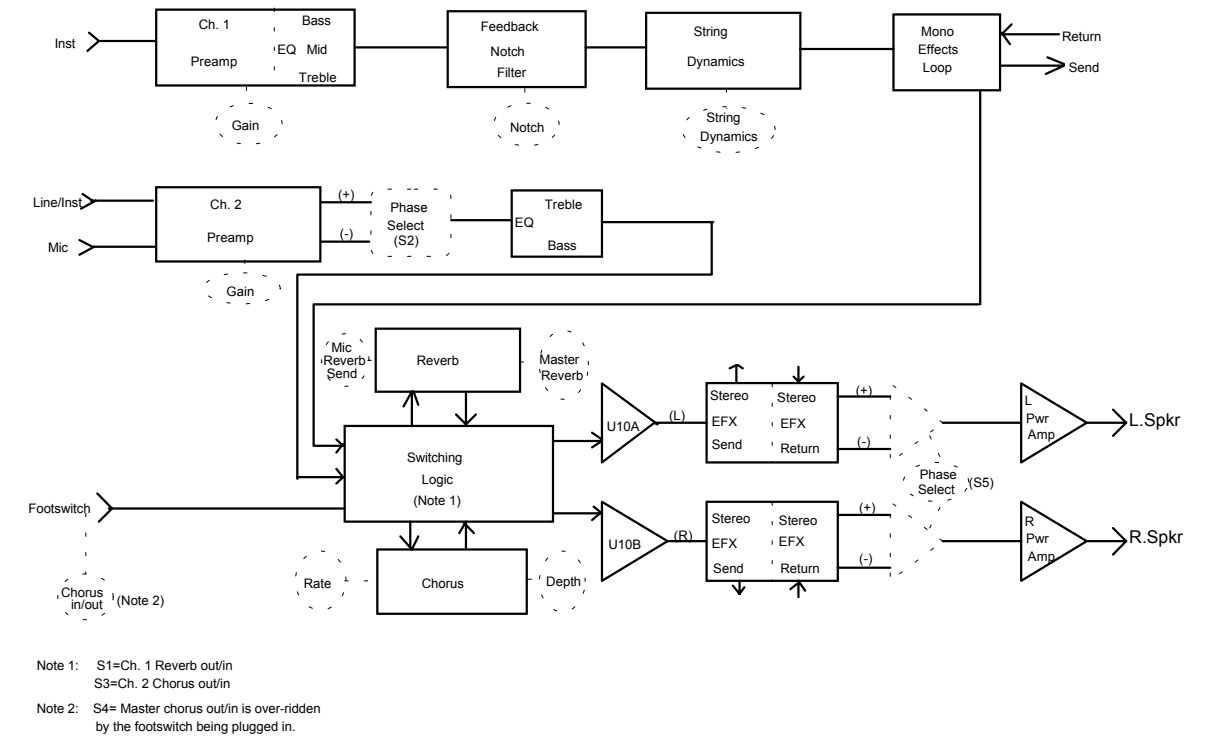 Inst
Ch. 1
Preamp
EQ
Bass
Mid
Treble
Gain
Feedback
Notch
Filter
Notch
String
Dynamics
String
Dynamics
Mono
Effects
Loop
Return
Send
Line/Inst
Mic
Ch. 2
Preamp
Gain
(+)
(-)
Phase
Select
(S2)
EQ
Treble
Bass
Mic
Reverb
Send
Reverb
Master
Reverb
Switching
Logic
(Note 1)
Footswitch
Chorus
in/out
(Note 2)
Rate
Chorus
Depth
U10A
(L)
Stereo
EFX
Send
Stereo
EFX
Return
(+)
(-)
L
Pwr
Amp
L.Spkr
Phase
Select
(S5)
U10B
(R)
Stereo
EFX
Send
Stereo
EFX
Return
(+)
(-)
R
Pwr
Amp
R.Spkr
Note 1: S1=Ch. 1 Reverb out/in
S3=Ch. 2 Chorus out/in
Note 2: S4= Master chorus out/in is over-ridden
by the footswitch being plugged in.